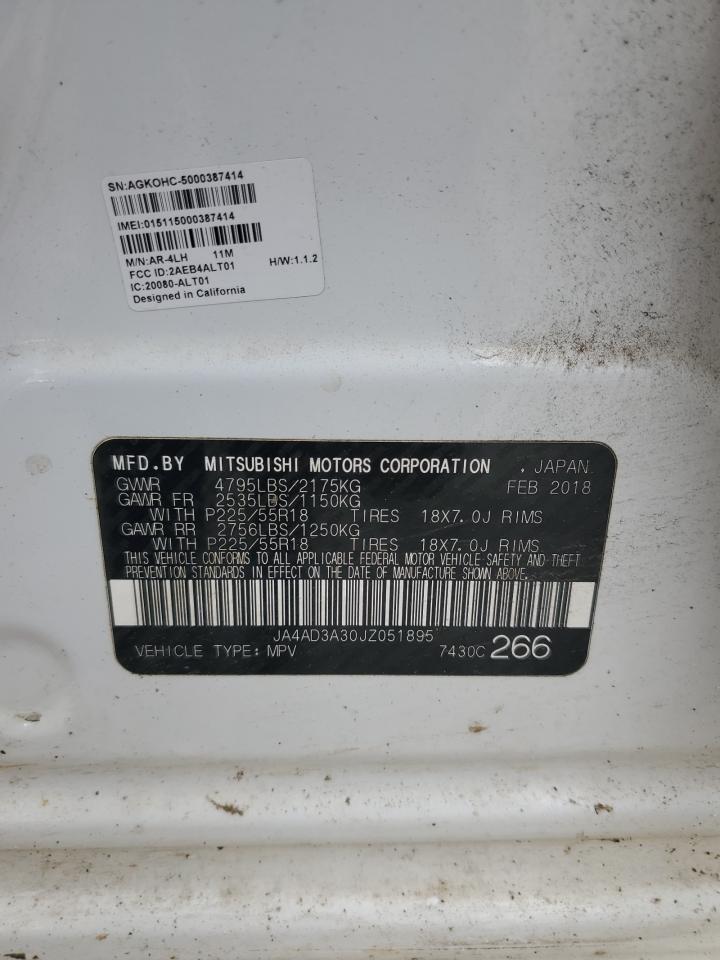 SN:AGKOHC-5000387414
IMEI:015115000387414
M/N:AR-4LH 11M
FCC ID:2AEB4ALT01 H/W:1.1.2
IC:20080-ALT01
Designed in California
MFD.BY MITSUBISHI MOTORS CORPORATION , JAPAN
GVWR 4795LBS/2175KG FEB 2018
GAWR FR 2535LBS/1150KG
WITH P225/55R18 TIRES 18X7.0J RIMS
GAWR RR 2756LBS/1250KG
WITH P225/55R18 TIRES 18X7.0J RIMS
THIS VEHICLE CONFORMS TO ALL APPLICABLE FEDERAL MOTOR VEHICLE SAFETY AND THEFT
PREVENTION STANDARDS IN EFFECT ON THE DATE OF MANUFACTURE SHOWN ABOVE.
JA4AD3A30JZ051895
VEHICLE TYPE: MPV 7430C 266